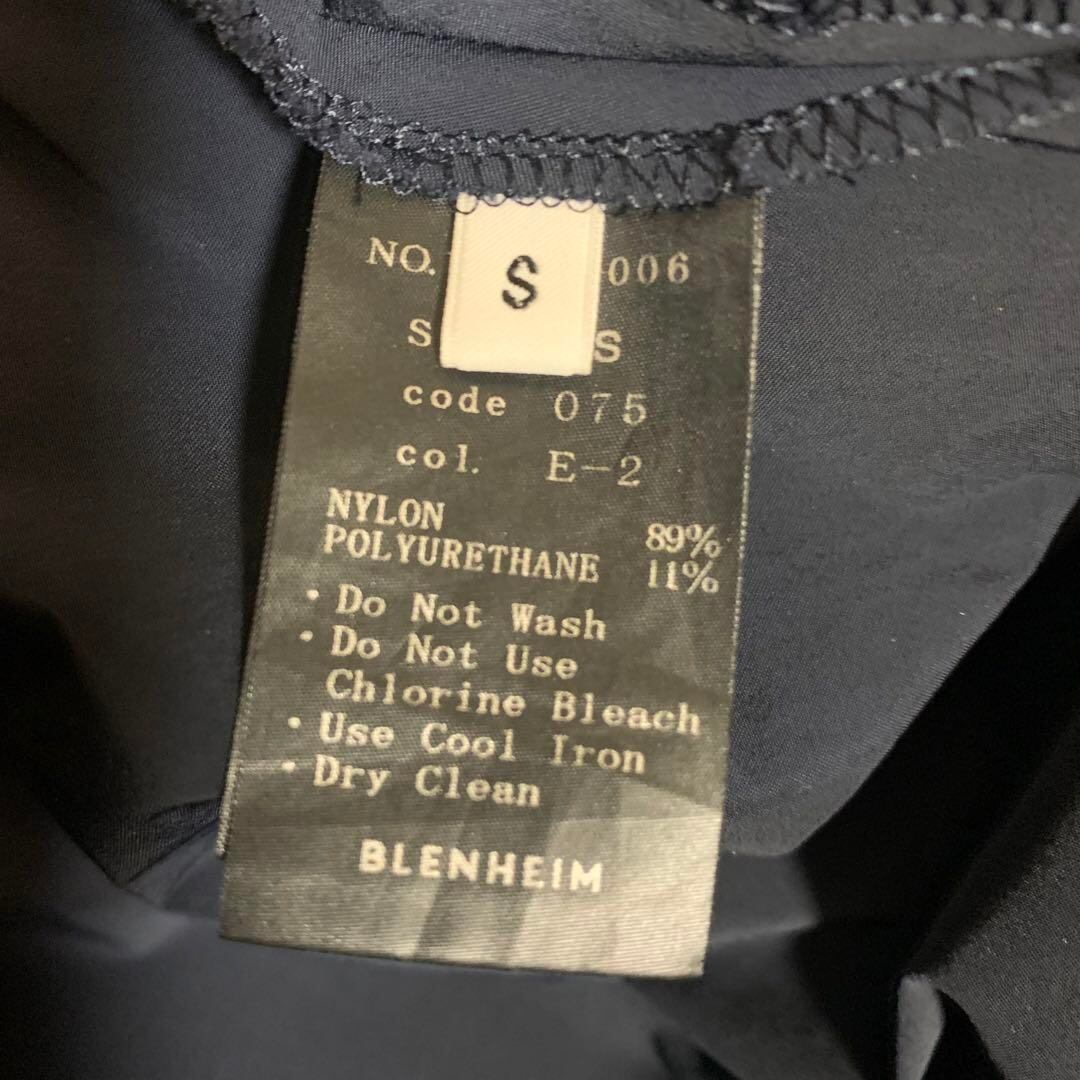 NO. 006
S
S S
code 075
col. E-2
NYLON 89%
POLYURETHANE 11%
· Do Not Wash
· Do Not Use
Chlorine Bleach
· Use Cool Iron
· Dry Clean
BLENHEIM